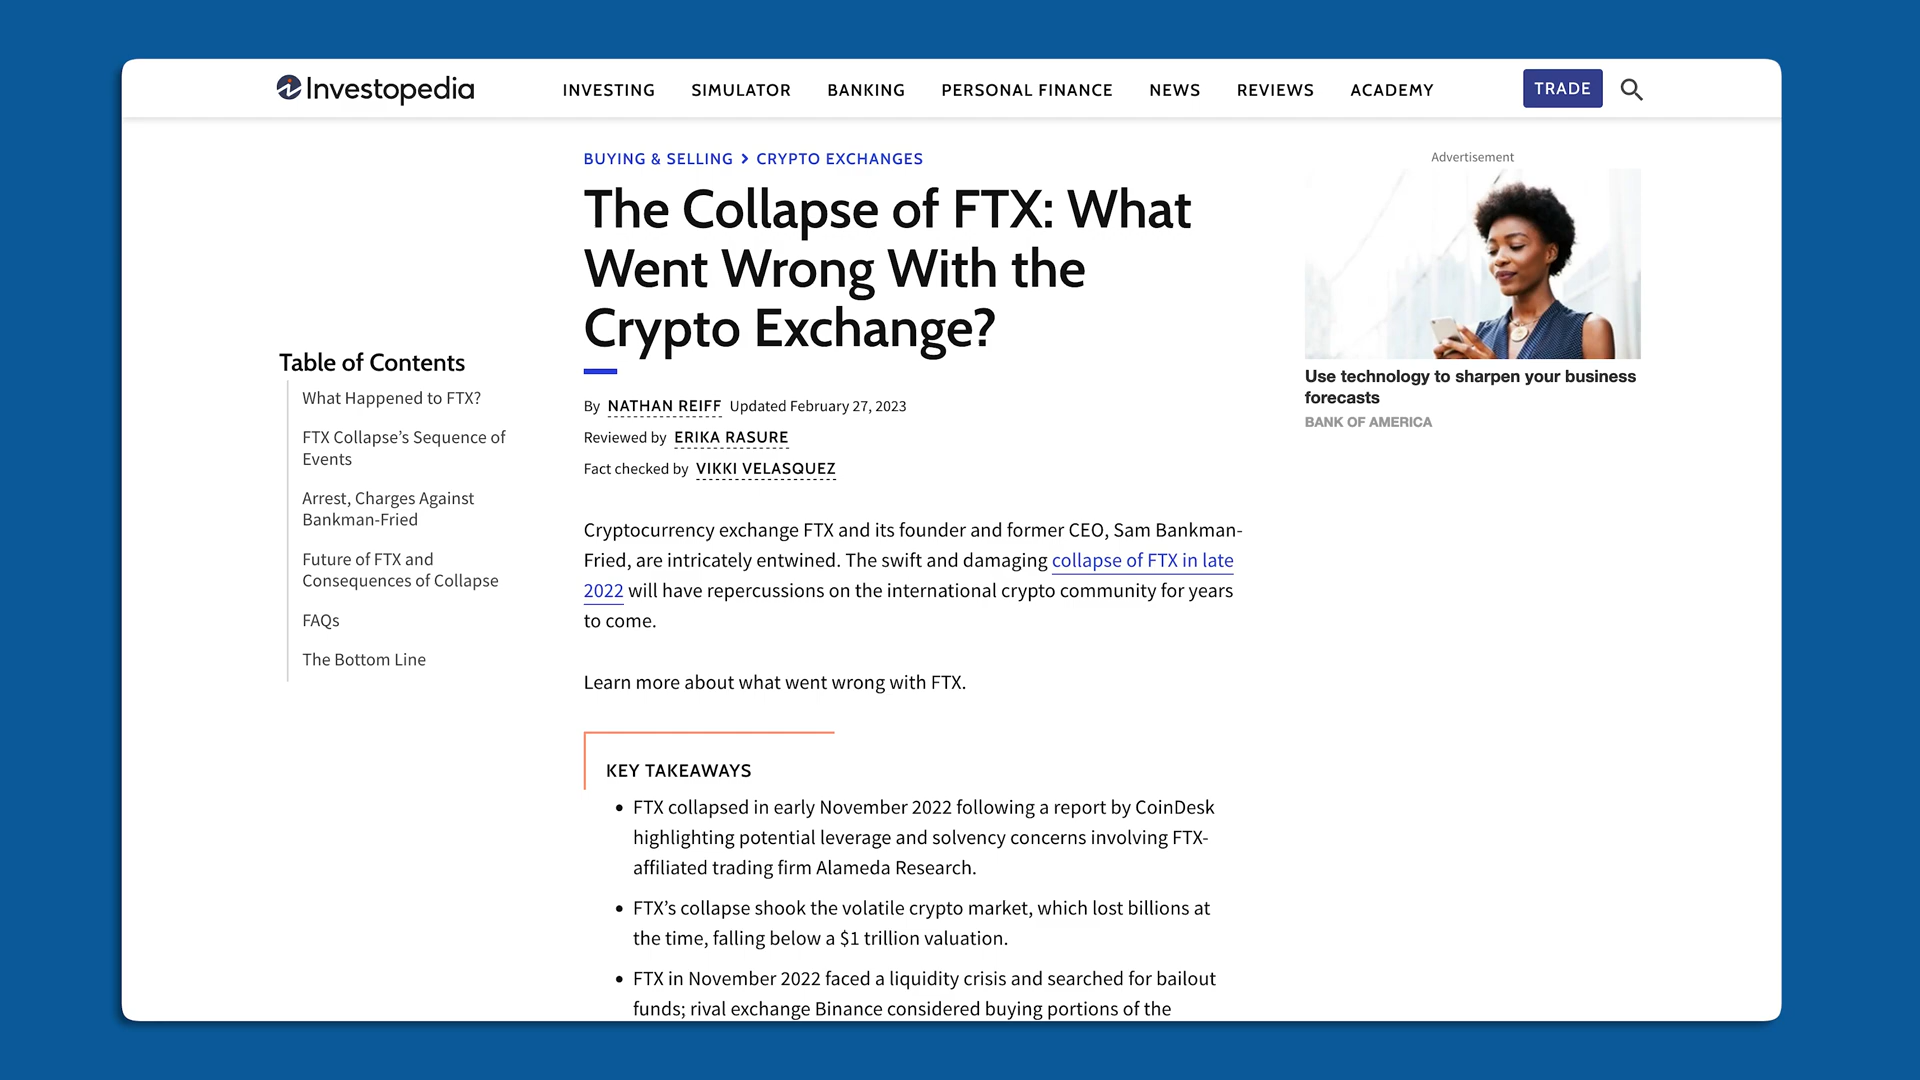 Investopedia
INVESTING SIMULATOR BANKING PERSONAL FINANCE NEWS REVIEWS ACADEMY
TRADE
BUYING & SELLING > CRYPTO EXCHANGES
The Collapse of FTX: What
Went Wrong With the
Crypto Exchange?
By NATHAN REIFF Updated February 27, 2023
Reviewed by ERIKA RASURE
Fact checked by VIKKI VELASQUEZ
Table of Contents
What Happened to FTX?
FTX Collapse’s Sequence of
Events
Arrest, Charges Against
Bankman-Fried
Future of FTX and
Consequences of Collapse
FAQs
The Bottom Line
Cryptocurrency exchange FTX and its founder and former CEO, Sam Bankman-
Fried, are intricately entwined. The swift and damaging collapse of FTX in late
2022 will have repercussions on the international crypto community for years
to come.
Learn more about what went wrong with FTX.
KEY TAKEAWAYS
• FTX collapsed in early November 2022 following a report by CoinDesk
highlighting potential leverage and solvency concerns involving FTX-
affiliated trading firm Alameda Research.
• FTX’s collapse shook the volatile crypto market, which lost billions at
the time, falling below a $1 trillion valuation.
• FTX in November 2022 faced a liquidity crisis and searched for bailout
funds; rival exchange Binance considered buying portions of the
Advertisement
Use technology to sharpen your business
forecasts
BANK OF AMERICA